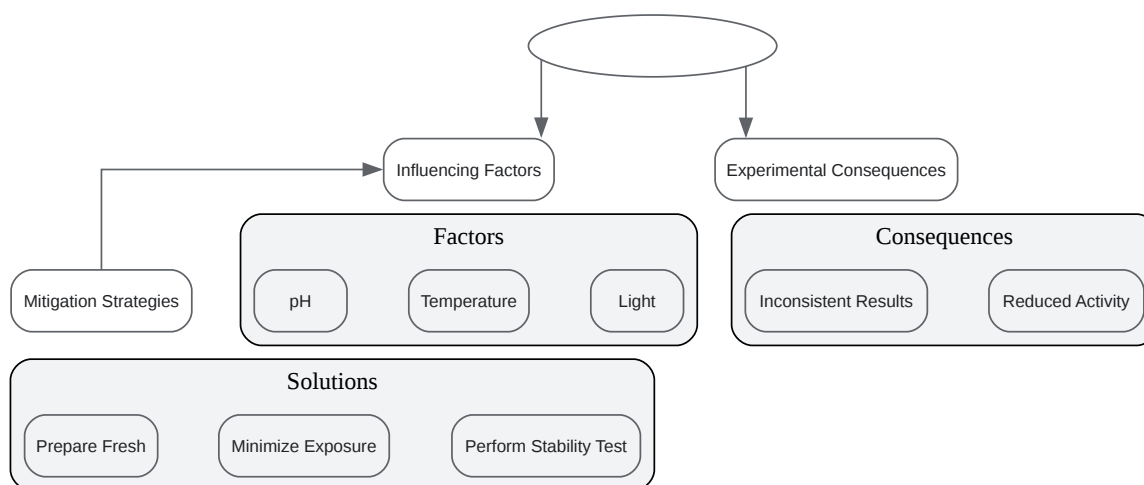 Influencing Factors
Experimental Consequences
Factors
Consequences
Mitigation Strategies
pH
Temperature
Light
Inconsistent Results
Reduced Activity
Solutions
Prepare Fresh
Minimize Exposure
Perform Stability Test